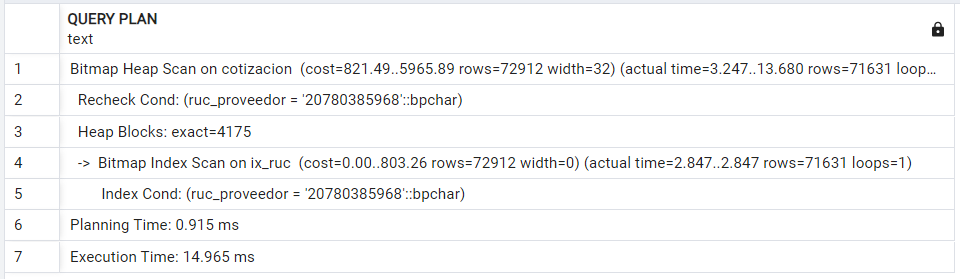 QUERY PLAN
text
1 Bitmap Heap Scan on cotizacion (cost=821.49..5965.89 rows=72912 width=32) (actual time=3.247..13.680 rows=71631 loop...
2 Recheck Cond: (ruc_proveedor = '20780385968'::bpchar)
3 Heap Blocks: exact=4175
4 -> Bitmap Index Scan on ix_ruc (cost=0.00..803.26 rows=72912 width=0) (actual time=2.847..2.847 rows=71631 loops=1)
5 Index Cond: (ruc_proveedor = '20780385968'::bpchar)
6 Planning Time: 0.915 ms
7 Execution Time: 14.965 ms